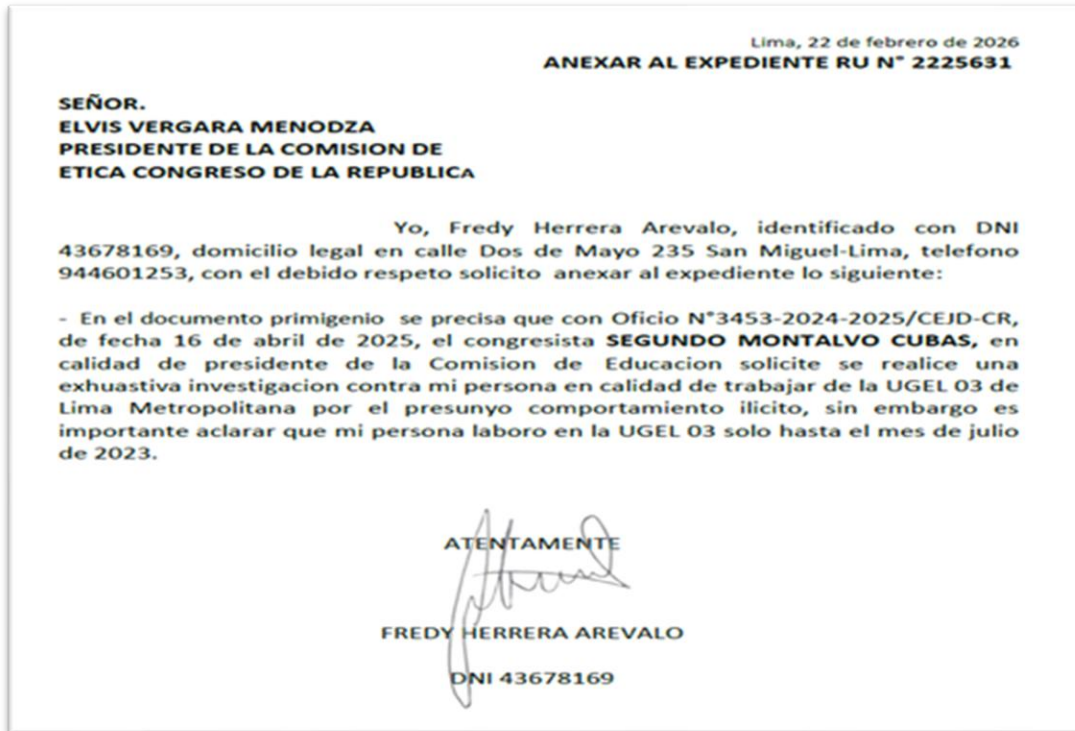 Lima, 22 de febrero de 2026
ANEXAR AL EXPEDIENTE RU N° 2225631
SEÑOR.
ELVIS VERGARA MENODZA
PRESIDENTE DE LA COMISION DE
ETICA CONGRESO DE LA REPUBLICA
Yo, Fredy Herrera Arevalo, identificado con DNI
43678169, domicilio legal en calle Dos de Mayo 235 San Miguel-Lima, telefono
944601253, con el debido respeto solicito anexar al expediente lo siguiente:
- En el documento primigenio se precisa que con Oficio N°3453-2024-2025/CEJD-CR,
de fecha 16 de abril de 2025, el congresista SEGUNDO MONTALVO CUBAS, en
calidad de presidente de la Comision de Educacion solicite se realice una
exhuastiva investigacion contra mi persona en calidad de trabajar de la UGEL 03 de
Lima Metropolitana por el presunyo comportamiento ilicito, sin embargo es
importante aclarar que mi persona laboro en la UGEL 03 solo hasta el mes de julio
de 2023.
ATENTAMENTE
FREDY HERRERA AREVALO
DNI 43678169